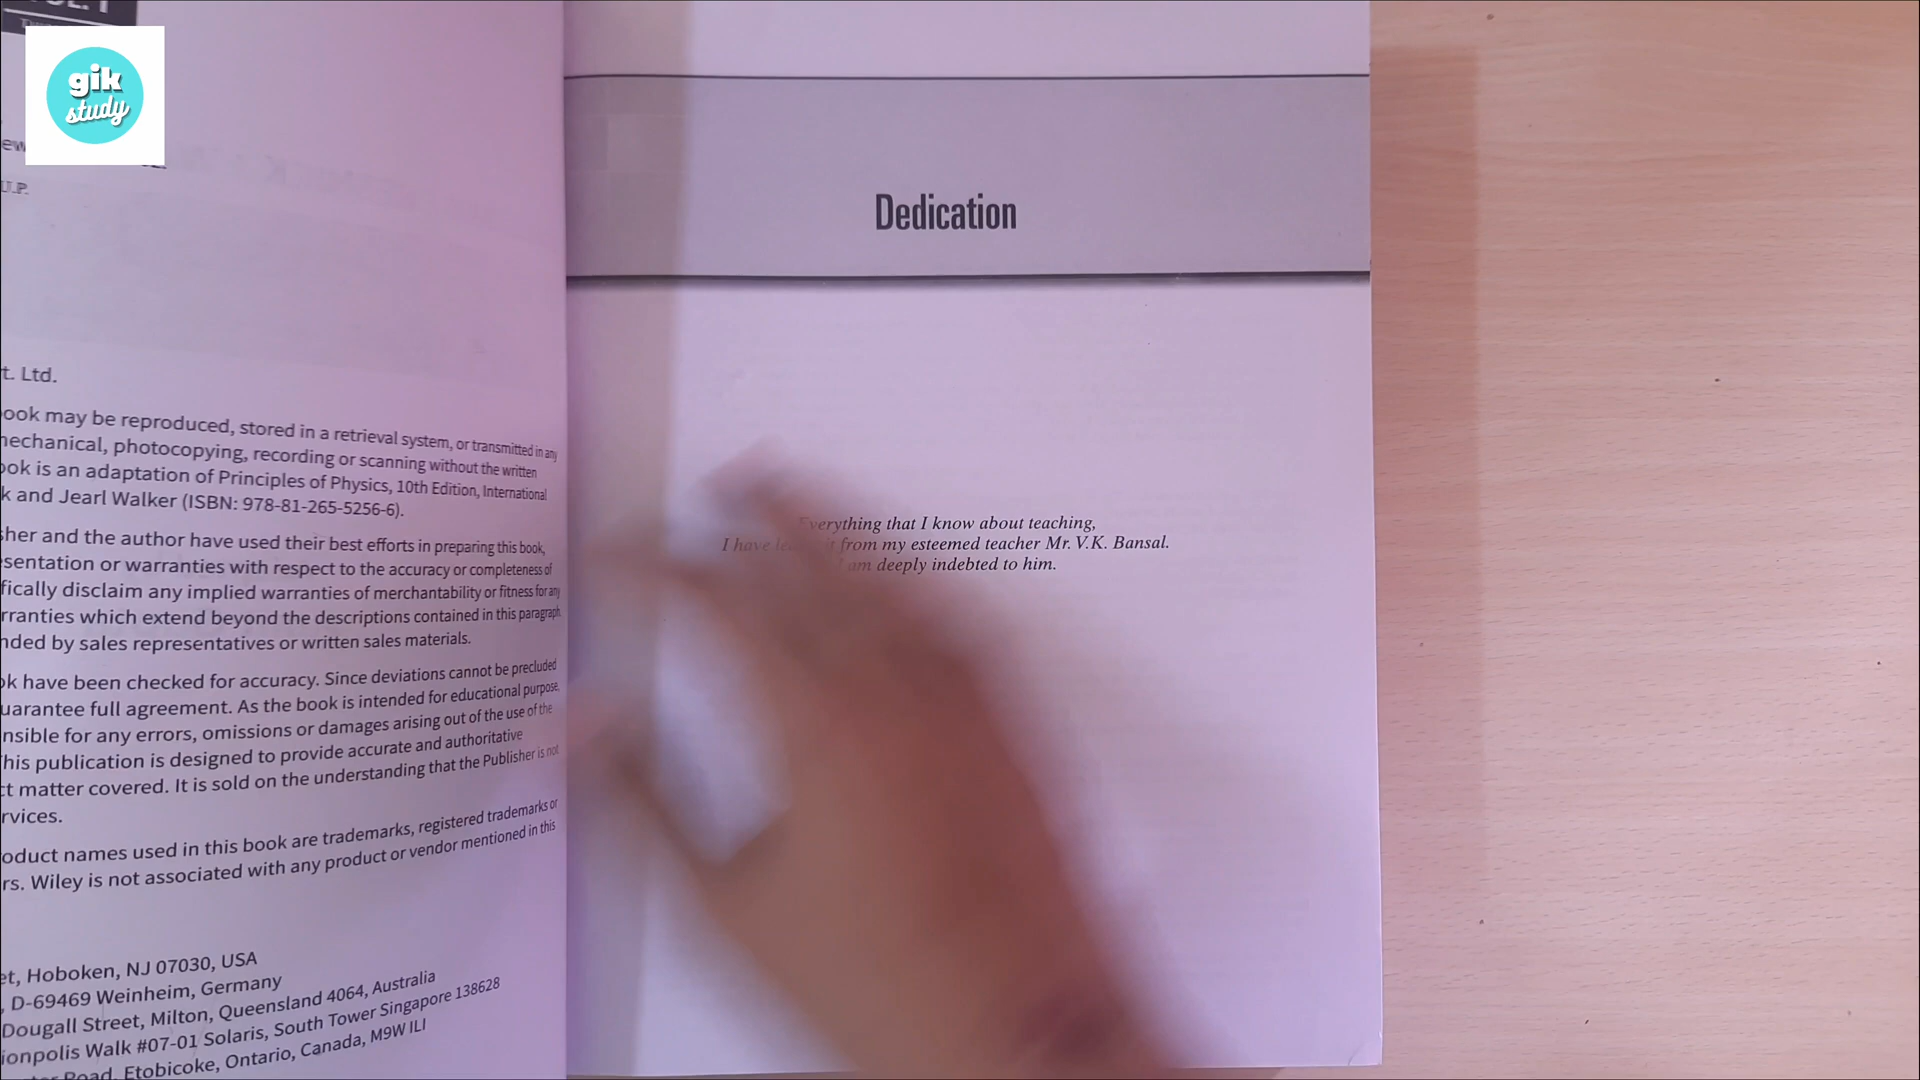 gik
study
U.P.
t. Ltd.
ook may be reproduced, stored in a retrieval system, or transmitted in any
mechanical, photocopying, recording or scanning without the written
ook is an adaptation of Principles of Physics, 10th Edition, International
k and Jearl Walker (ISBN: 978-81-265-5256-6).
sher and the author have used their best efforts in preparing this book,
sentation or warranties with respect to the accuracy or completeness of
fically disclaim any implied warranties of merchantability or fitness for any
rranties which extend beyond the descriptions contained in this paragraph.
nded by sales representatives or written sales materials.
ok have been checked for accuracy. Since deviations cannot be precluded
uarantee full agreement. As the book is intended for educational purpose,
nsible for any errors, omissions or damages arising out of the use of the
This publication is designed to provide accurate and authoritative
ct matter covered. It is sold on the understanding that the Publisher is not
rvices.
oduct names used in this book are trademarks, registered trademarks or
rs. Wiley is not associated with any product or vendor mentioned in this
et, Hoboken, NJ 07030, USA
, D-69469 Weinheim, Germany
Dougall Street, Milton, Queensland 4064, Australia
ionpolis Walk #07-01 Solaris, South Tower Singapore 138628
Road, Etobicoke, Ontario, Canada, M9W ILI
Dedication
Everything that I know about teaching,
I have it from my esteemed teacher Mr. V.K. Bansal.
I am deeply indebted to him.